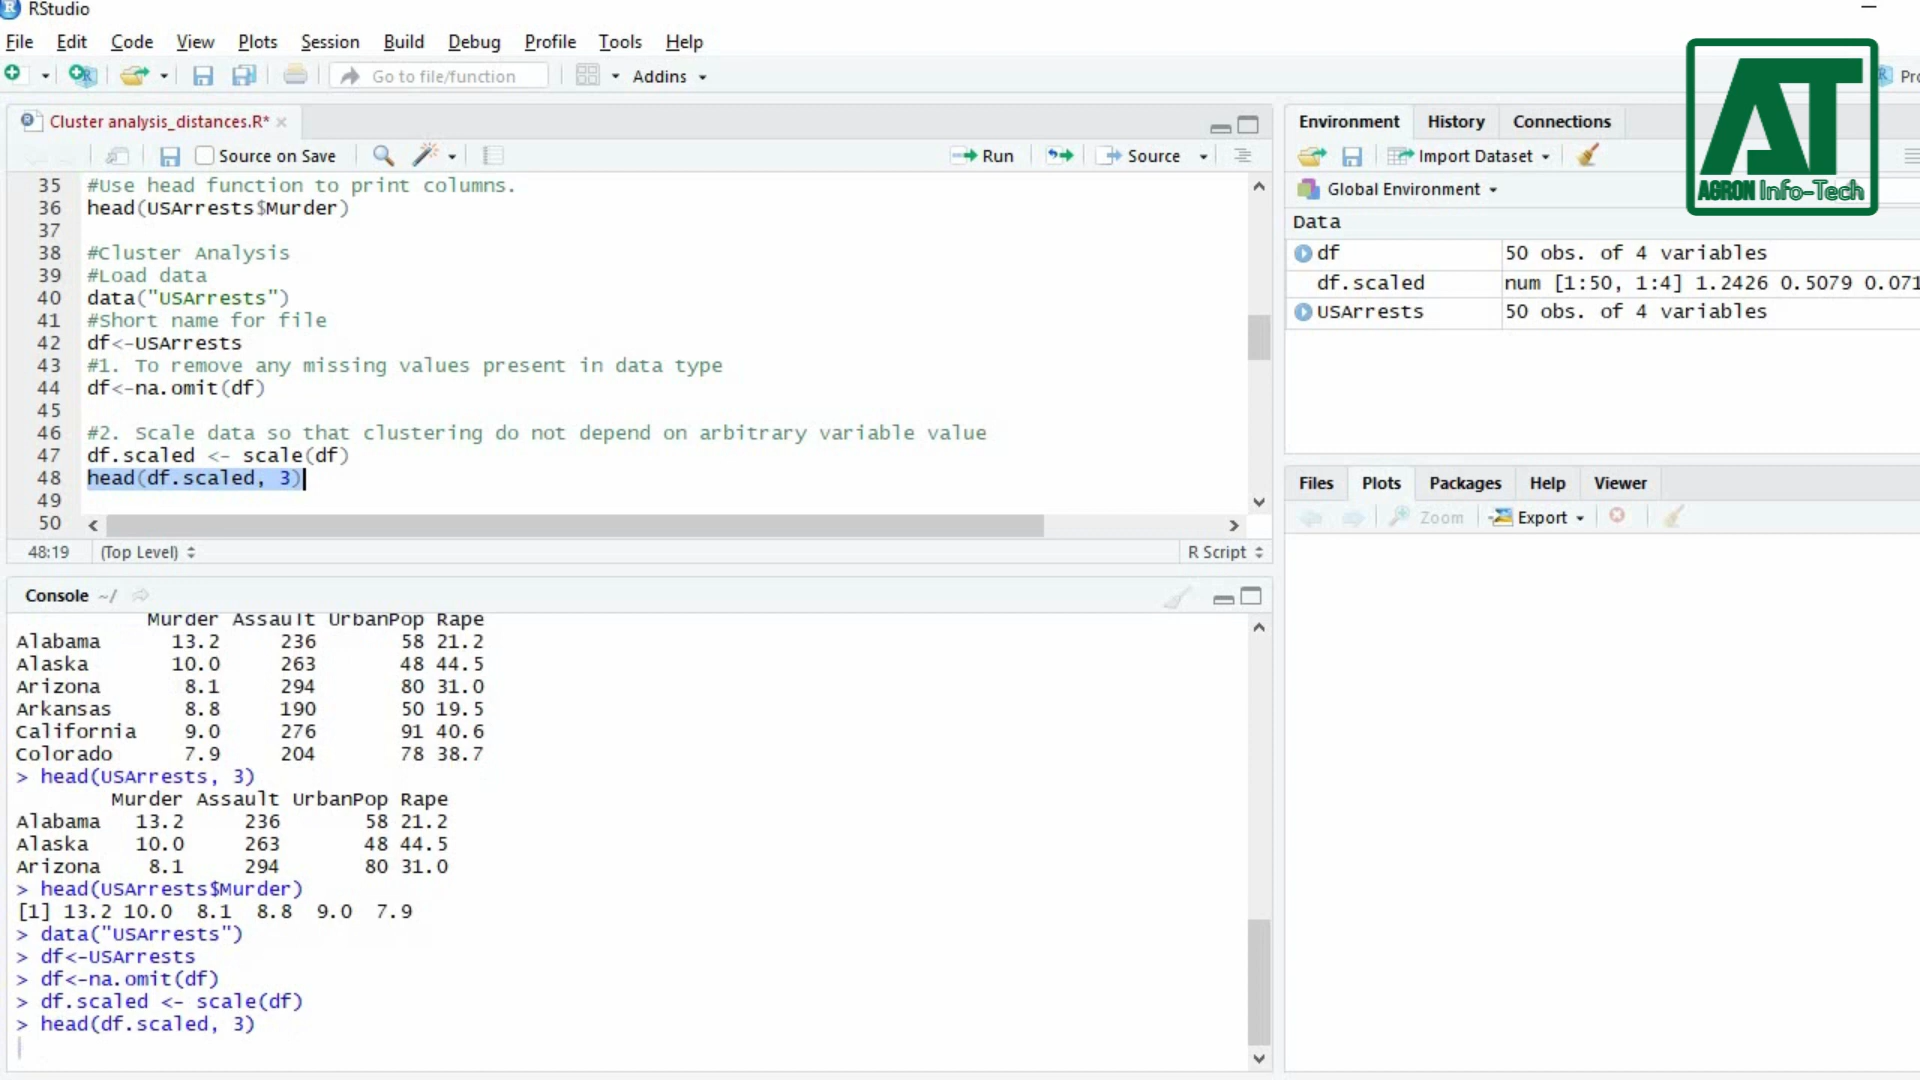 RStudio
File Edit Code View Plots Session Build Debug Profile Tools Help
Go to file/function Addins
Cluster analysis_distances.R*
Source on Save Run Source
35 #Use head function to print columns.
36 head(USArrests$Murder)
37
38 #Cluster Analysis
39 #Load data
40 data("USArrests")
41 #Short name for file
42 df<-USArrests
43 #1. To remove any missing values present in data type
44 df<-na.omit(df)
45
46 #2. Scale data so that clustering do not depend on arbitrary variable value
47 df.scaled <- scale(df)
48 head(df.scaled, 3)
49
50
48:19 (Top Level) R Script
Console ~/
Murder Assault UrbanPop Rape
Alabama 13.2 236 58 21.2
Alaska 10.0 263 48 44.5
Arizona 8.1 294 80 31.0
Arkansas 8.8 190 50 19.5
California 9.0 276 91 40.6
Colorado 7.9 204 78 38.7
> head(USArrests, 3)
Murder Assault UrbanPop Rape
Alabama 13.2 236 58 21.2
Alaska 10.0 263 48 44.5
Arizona 8.1 294 80 31.0
> head(USArrests$Murder)
[1] 13.2 10.0 8.1 8.8 9.0 7.9
> data("USArrests")
> df<-USArrests
> df<-na.omit(df)
> df.scaled <- scale(df)
> head(df.scaled, 3)
Environment History Connections
Import Dataset
Global Environment
Data
df 50 obs. of 4 variables
df.scaled num [1:50, 1:4] 1.2426 0.5079 0.071
USArrests 50 obs. of 4 variables
Files Plots Packages Help Viewer
Zoom Export
AT
AGRON Info-Tech